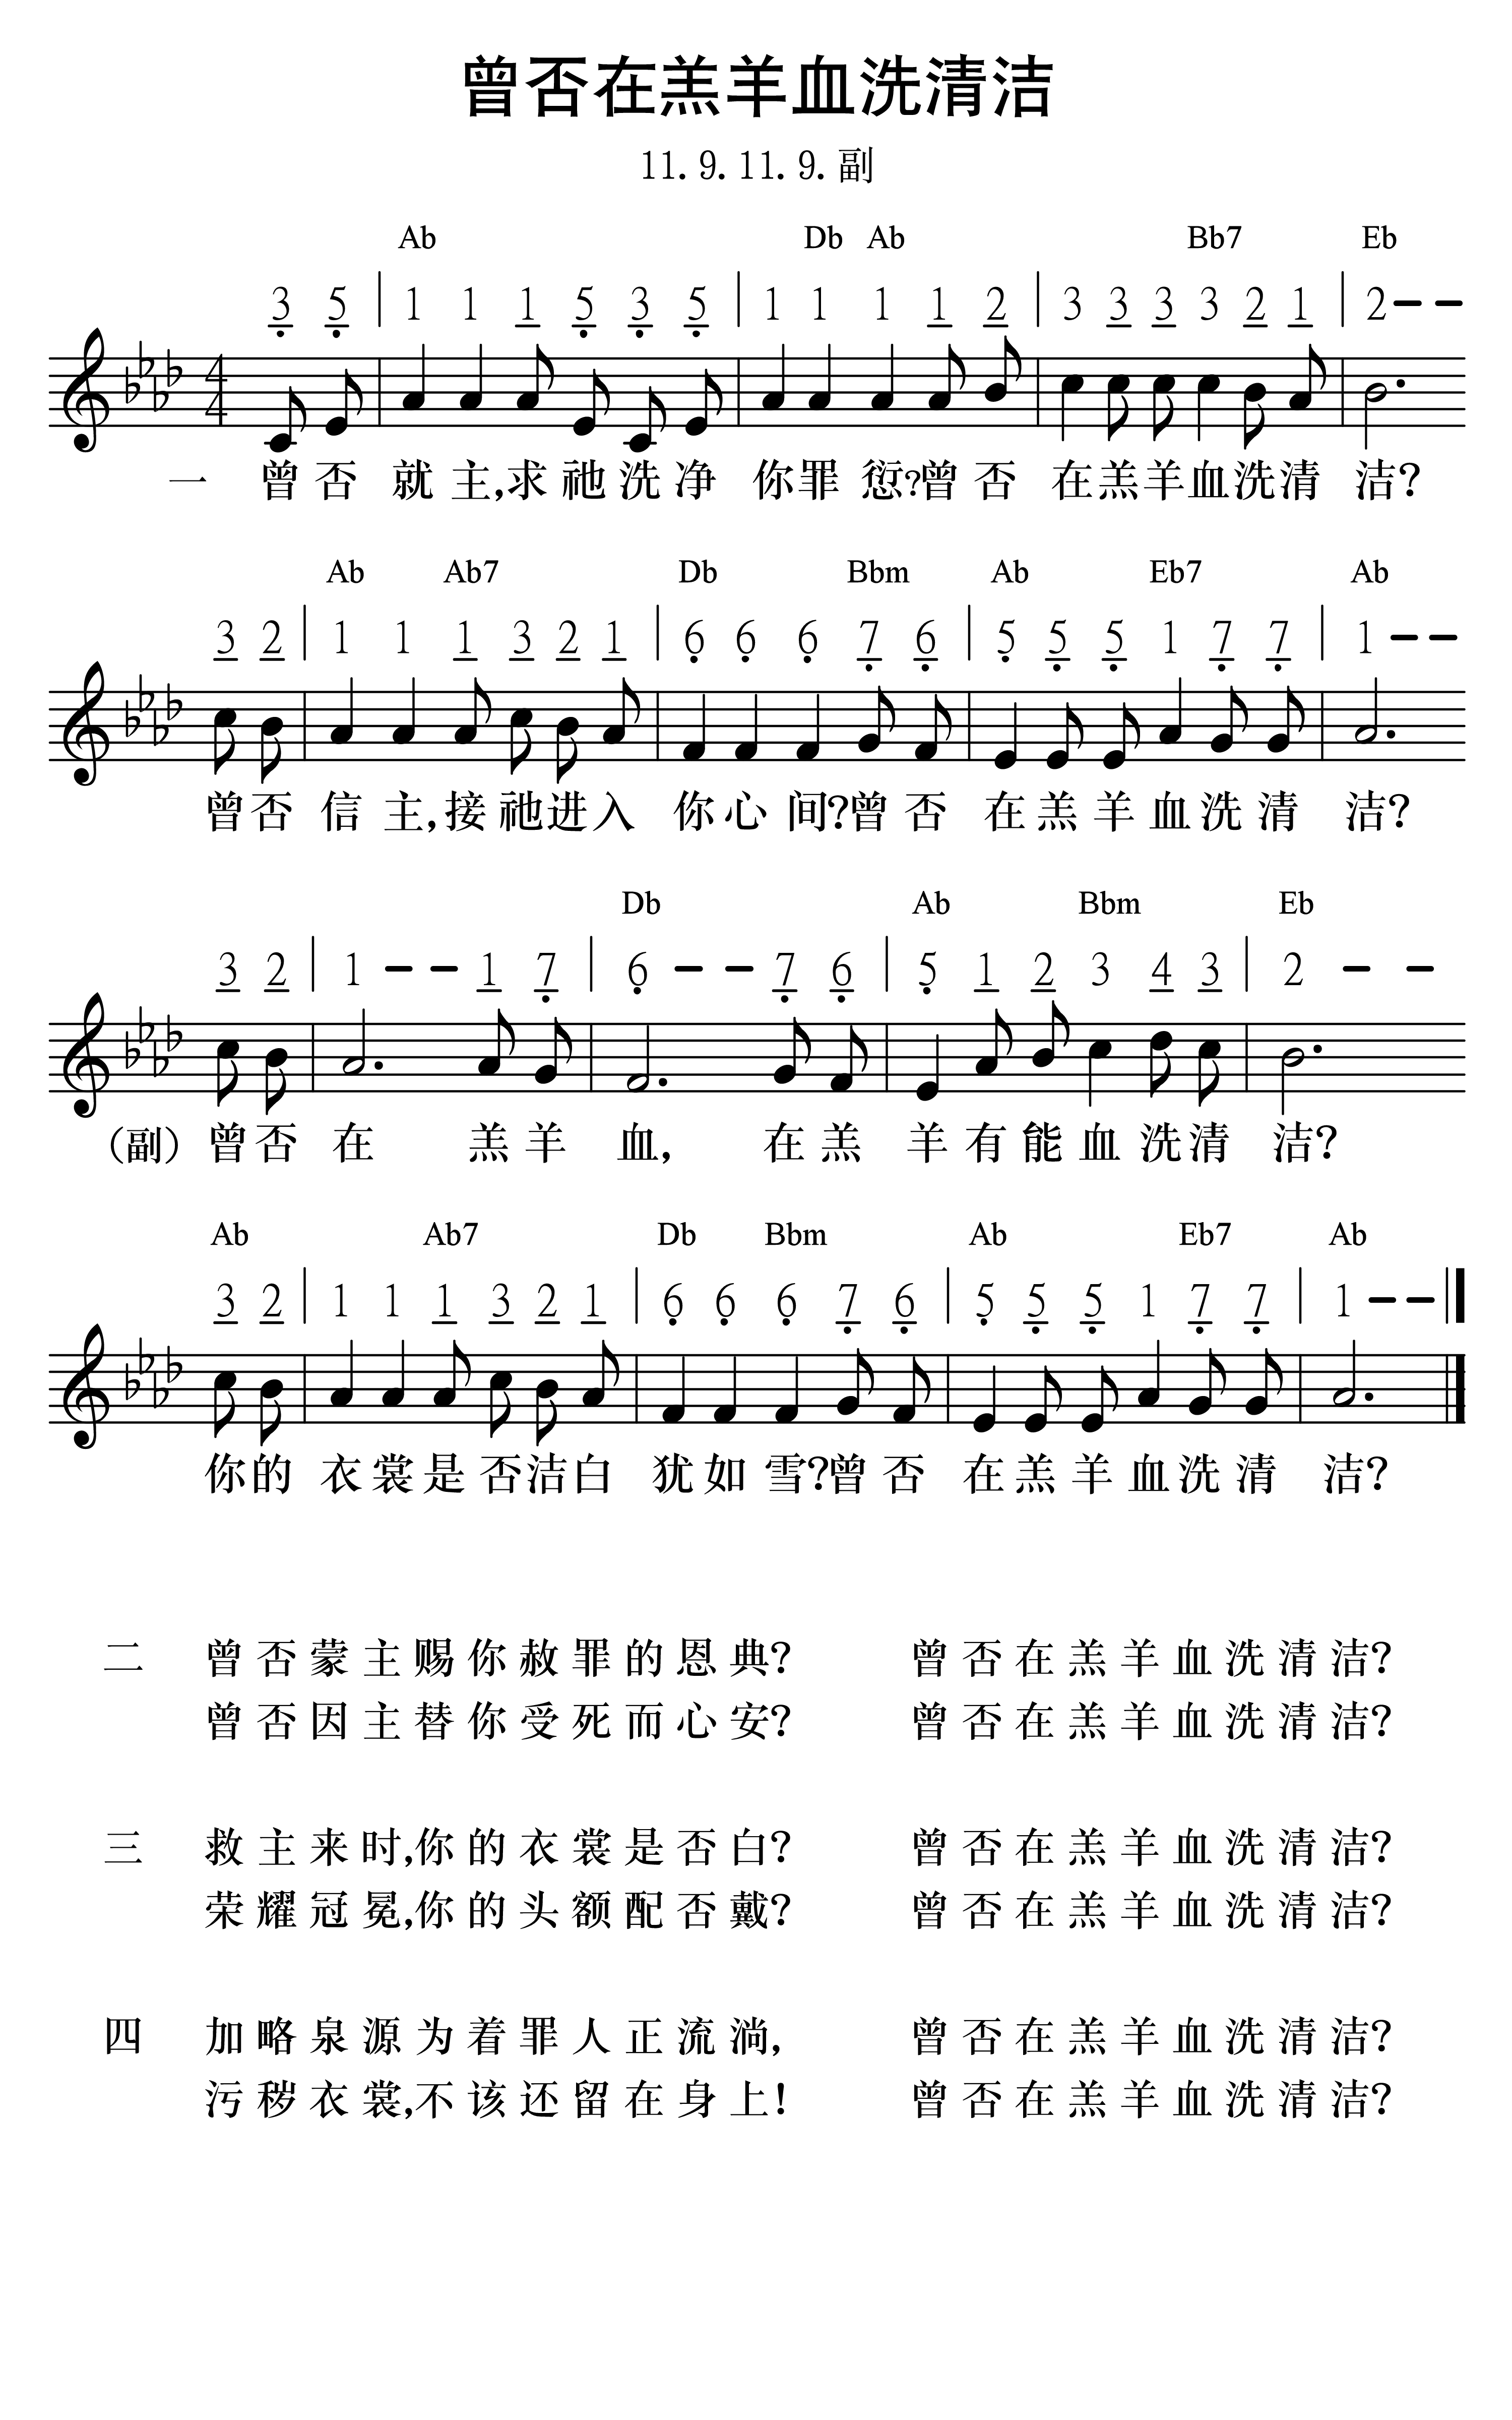 曾否在羔羊血洗清洁
11.9.11.9.副
Ab Db Ab Bb7 Eb
3 5 | 1 1 1 5 3 5 | 1 1 1 1 2 | 3 3 3 3 2 1 | 2 - -
4
4
一 曾否就主,求祂洗净你罪愆?曾否在羔羊血洗清洁?
Ab Ab7 Db Bbm Ab Eb7 Ab
3 2 | 1 1 1 3 2 1 | 6 6 6 7 6 | 5 5 5 1 7 7 | 1 - -
曾否信主,接祂进入你心间?曾否在羔羊血洗清洁?
Db Ab Bbm Eb
3 2 | 1 - - 1 7 | 6 - - 7 6 | 5 1 2 3 4 3 | 2 - -
(副) 曾否在羔羊血,在羔羊有能血洗清洁?
Ab Ab7 Db Bbm Ab Eb7 Ab
3 2 | 1 1 1 3 2 1 | 6 6 6 7 6 | 5 5 5 1 7 7 | 1 - - ‖
你的衣裳是否洁白犹如雪?曾否在羔羊血洗清洁?
二 曾否蒙主赐你赦罪的恩典? 曾否在羔羊血洗清洁?
曾否因主替你受死而心安? 曾否在羔羊血洗清洁?
三 救主来时,你的衣裳是否白? 曾否在羔羊血洗清洁?
荣耀冠冕,你的头额配否戴? 曾否在羔羊血洗清洁?
四 加略泉源为着罪人正流淌, 曾否在羔羊血洗清洁?
污秽衣裳,不该还留在身上! 曾否在羔羊血洗清洁?